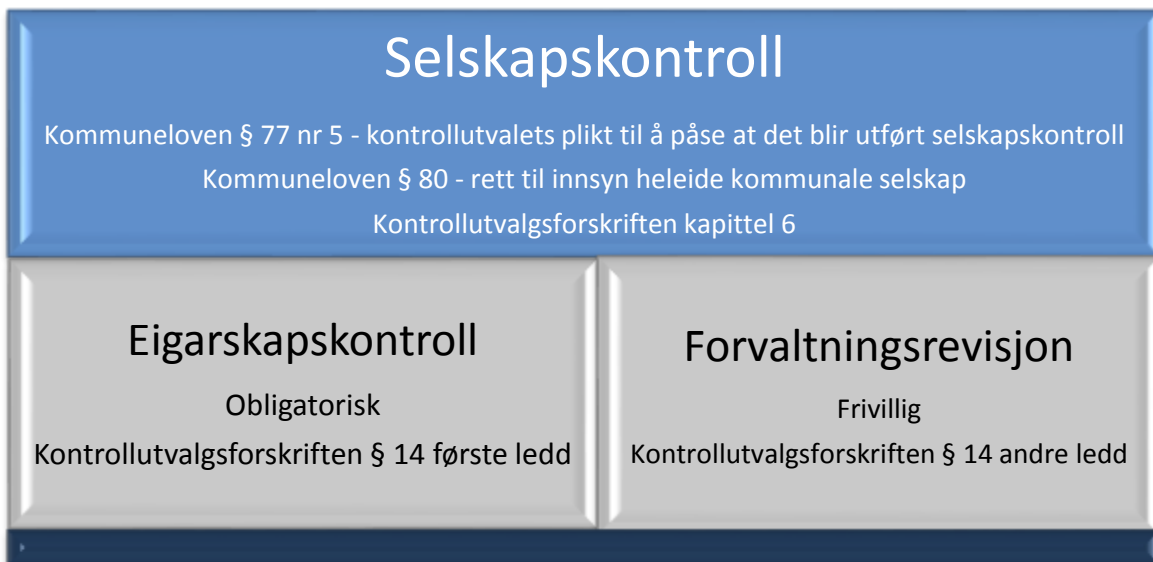 Selskapskontroll
Kommuneloven § 77 nr 5 - kontrollutvalets plikt til å påse at det blir utført selskapskontroll
Kommuneloven § 80 - rett til innsyn heleide kommunale selskap
Kontrollutvalgsforskriften kapittel 6
Eigarskapskontroll
Obligatorisk
Kontrollutvalgsforskriften § 14 første ledd
Forvaltningsrevisjon
Frivillig
Kontrollutvalgsforskriften § 14 andre ledd